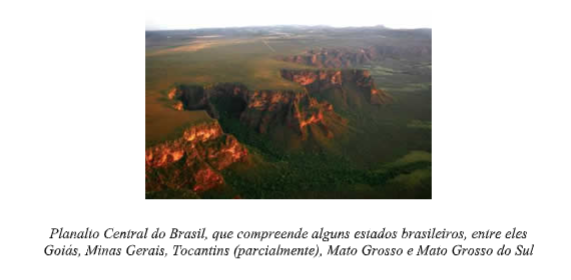 Planalto Central do Brasil, que compreende alguns estados brasileiros, entre eles
Goiás, Minas Gerais, Tocantins (parcialmente), Mato Grosso e Mato Grosso do Sul